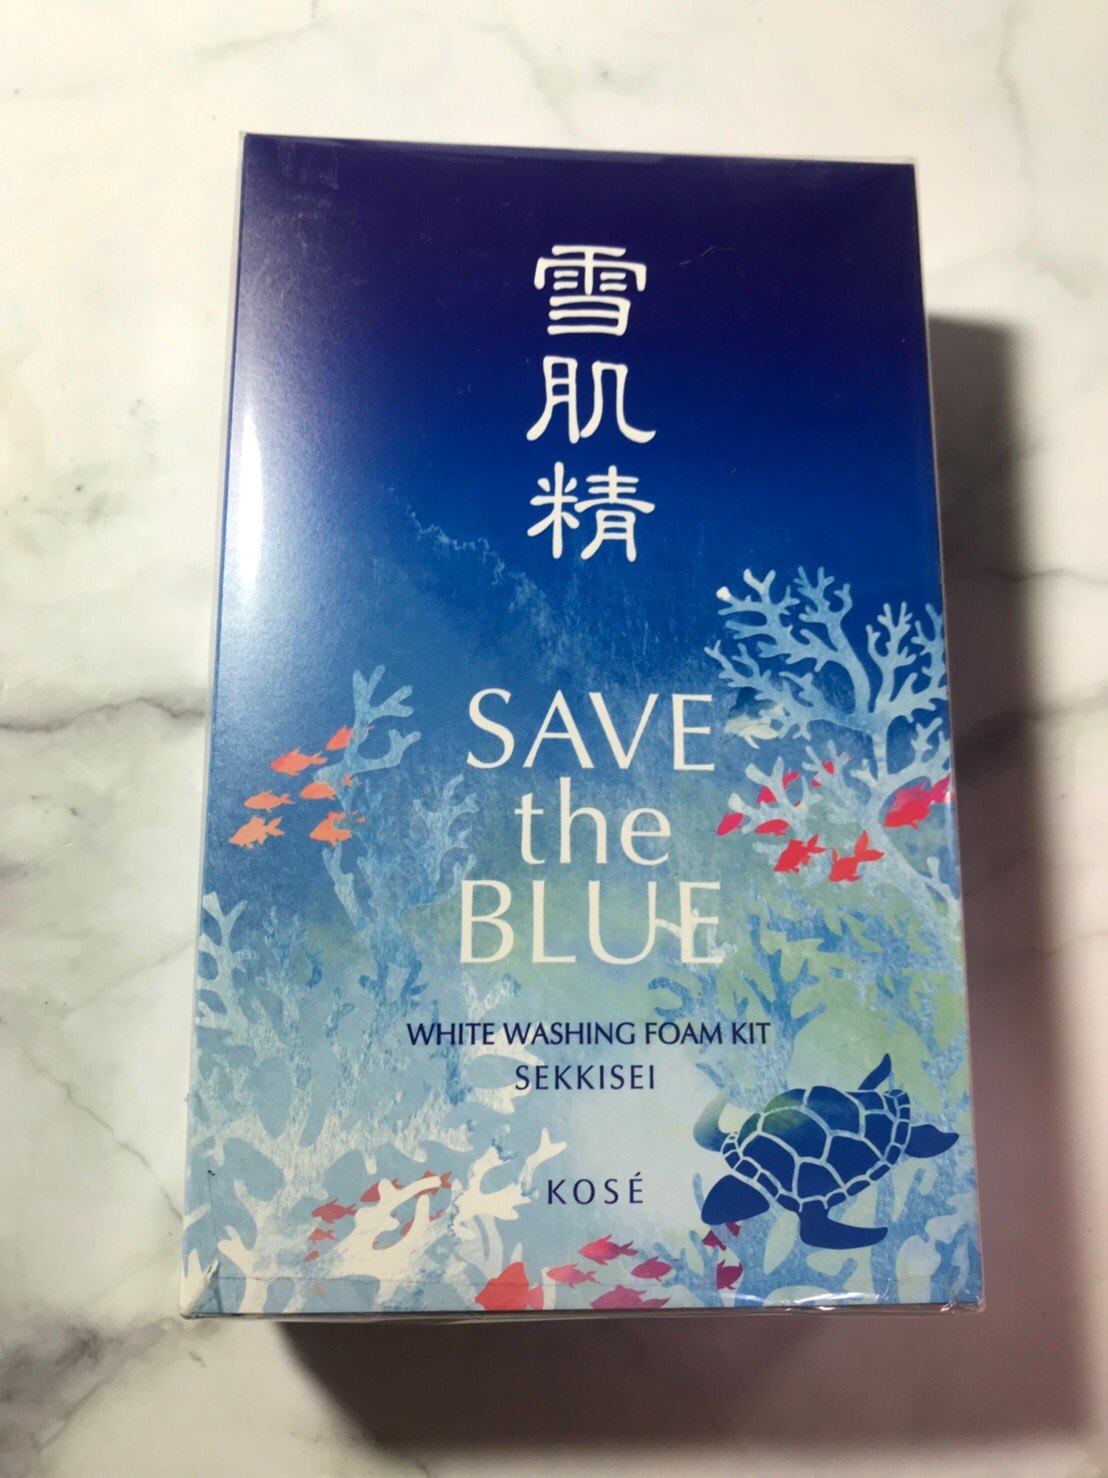 雪肌精
SAVE
the
BLUE
WHITE WASHING FOAM KIT
SEKKISEI
KOSÉ